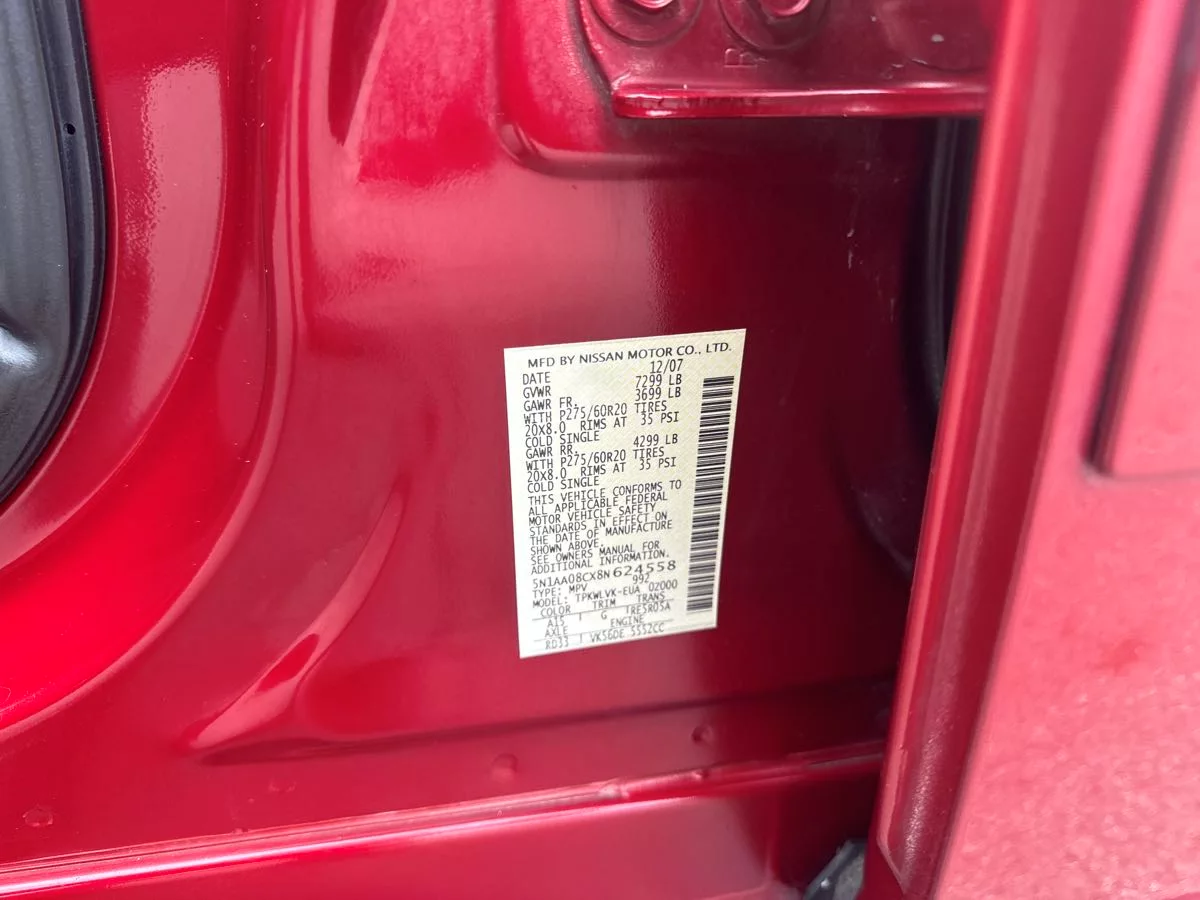 MFD BY NISSAN MOTOR CO., LTD.
DATE 12/07
GVWR 7299 LB
GAWR FR. 3699 LB
WITH P275/60R20 TIRES
20X8.0 RIMS AT 35 PSI
COLD SINGLE
GAWR RR. 4299 LB
WITH P275/60R20 TIRES
20X8.0 RIMS AT 35 PSI
COLD SINGLE
THIS VEHICLE CONFORMS TO
ALL APPLICABLE FEDERAL
MOTOR VEHICLE SAFETY
STANDARDS IN EFFECT ON
THE DATE OF MANUFACTURE
SHOWN ABOVE.
SEE OWNERS MANUAL FOR
ADDITIONAL INFORMATION.
5N1AA08CX8N624558
TYPE: MPV 992
MODEL: TPKWLVK-EUA 02000
COLOR TRIM TRANS
A15 G TRE5R05A
AXLE ENGINE
RD33 VK56DE 5552CC